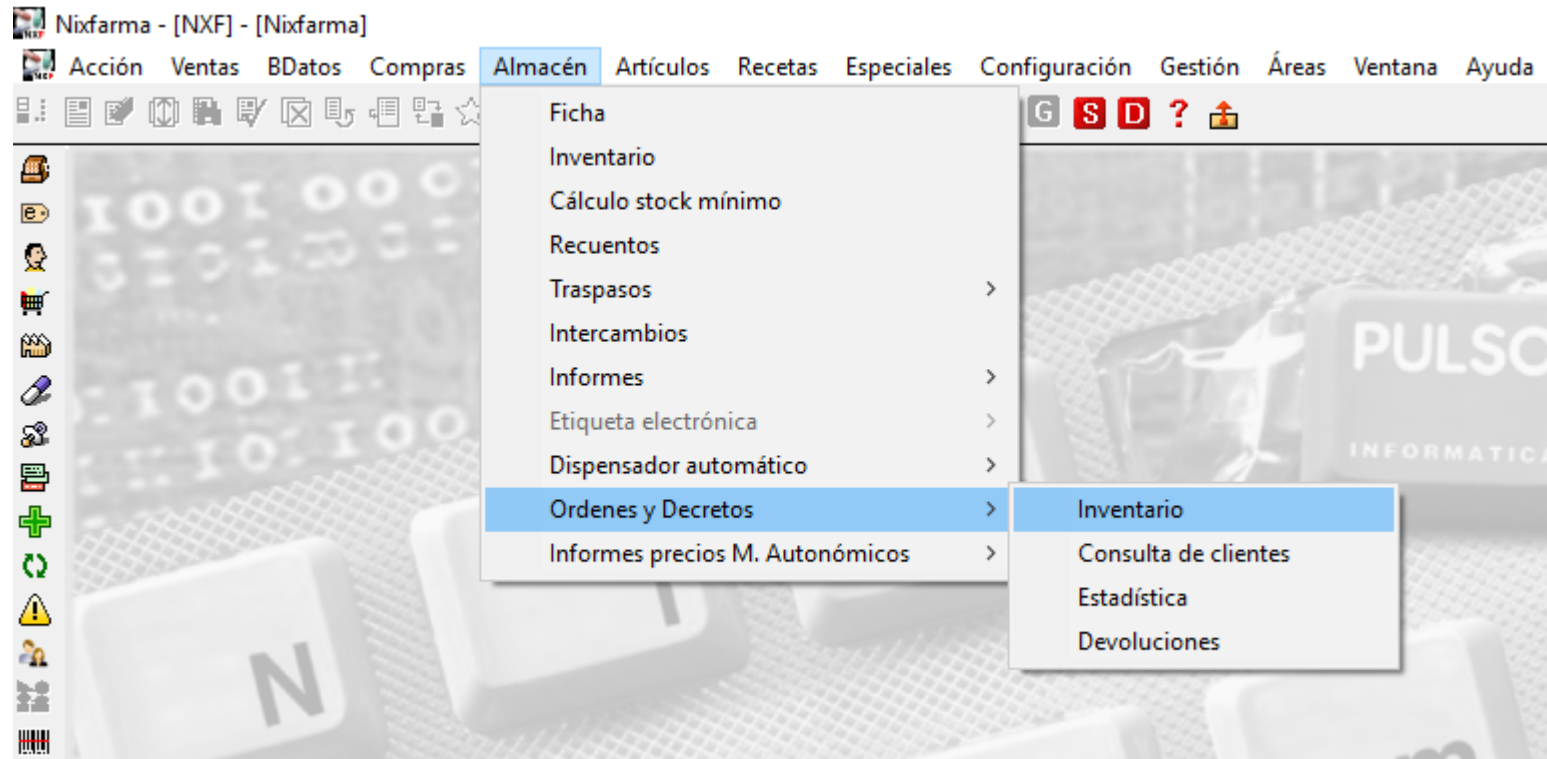 Nixfarma - [NXF] - [Nixfarma]
Acción Ventas BDatos Compras Almacén Artículos Recetas Especiales Configuración Gestión Áreas Ventana Ayuda
G S D ?
Ficha
Inventario
Cálculo stock mínimo
Recuentos
Traspasos
Intercambios
Informes
Etiqueta electrónica
Dispensador automático
Ordenes y Decretos
Informes precios M. Autonómicos
Inventario
Consulta de clientes
Estadística
Devoluciones
PULSO
INFORMÁTICA
N